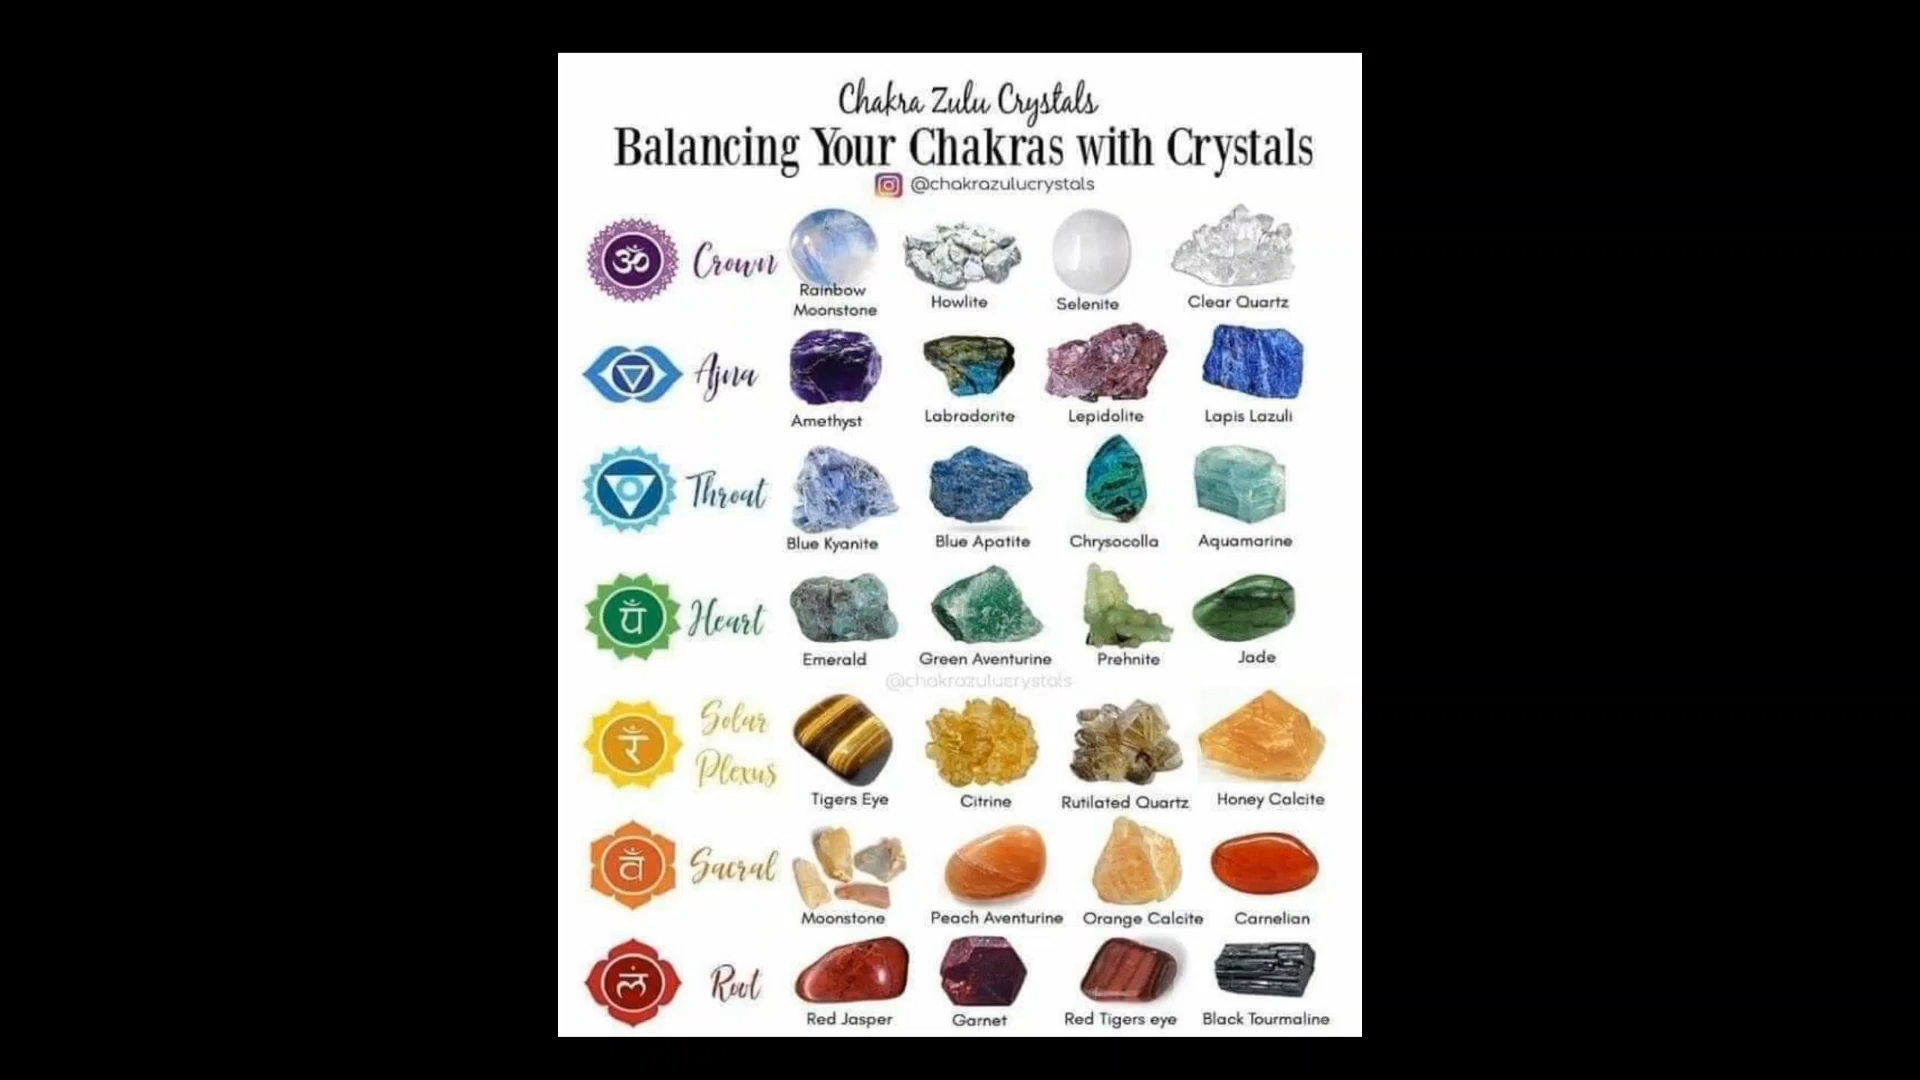 Chakra Zulu Crystals
Balancing Your Chakras with Crystals
@chakrazulucrystals
ॐ
Crown
Rainbow
Moonstone
Howlite
Selenite
Clear Quartz
Ajna
Amethyst
Labradorite
Lepidolite
Lapis Lazuli
Throat
Blue Kyanite
Blue Apatite
Chrysocolla
Aquamarine
यँ
Heart
Emerald
Green Aventurine
Prehnite
Jade
@chakrazulucrystals
रँ
Solar
Plexus
Tigers Eye
Citrine
Rutilated Quartz
Honey Calcite
वँ
Sacral
Moonstone
Peach Aventurine
Orange Calcite
Carnelian
लं
Root
Red Jasper
Garnet
Red Tigers eye
Black Tourmaline